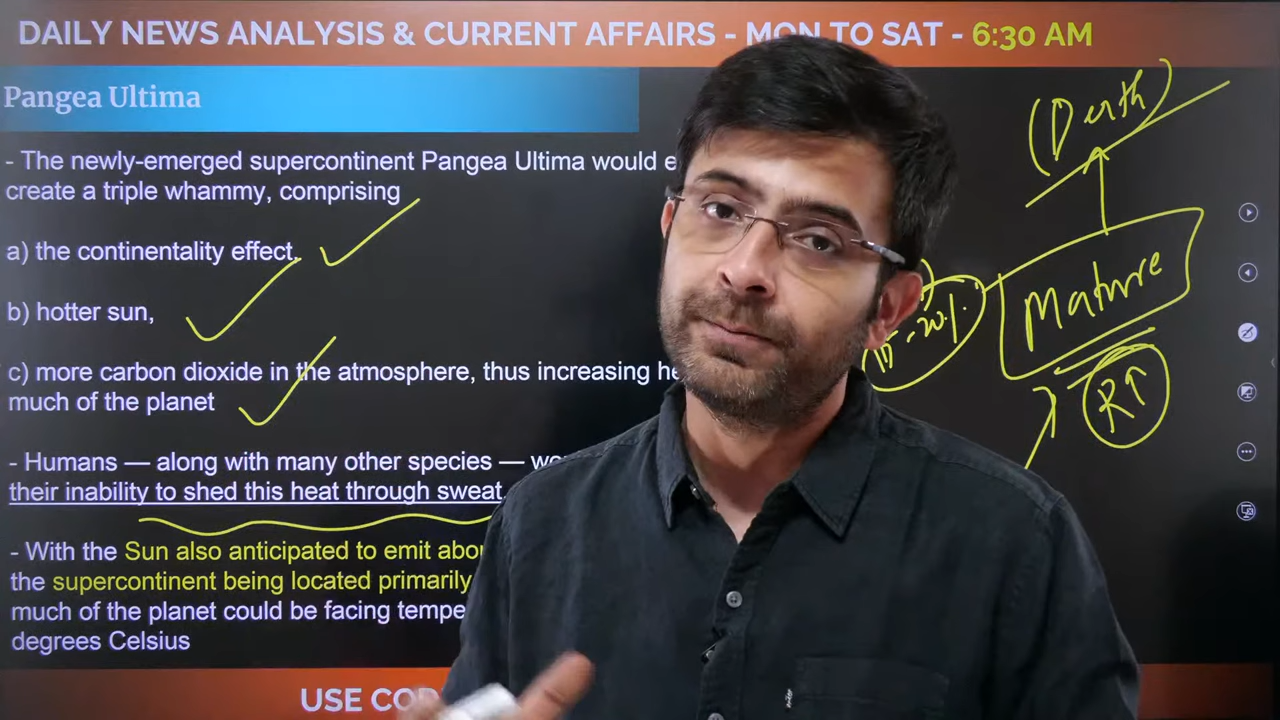 DAILY NEWS ANALYSIS & CURRENT AFFAIRS - MON TO SAT - 6:30 AM
Pangea Ultima
- The newly-emerged supercontinent Pangea Ultima would e
create a triple whammy, comprising
a) the continentality effect,
b) hotter sun,
c) more carbon dioxide in the atmosphere, thus increasing he
much of the planet
- Humans — along with many other species — wo
their inability to shed this heat through sweat
- With the Sun also anticipated to emit abou
the supercontinent being located primarily
much of the planet could be facing tempe
degrees Celsius
USE COD
(Death)
Mature
R↑